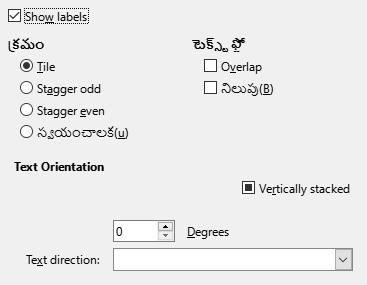 Show labels
క్రమం
టెక్స్ట్ ఫ్లో
Tile
Overlap
Stagger odd
నిలుపు(B)
Stagger even
స్వయంచాలక(u)
Text Orientation
Vertically stacked
0 Degrees
Text direction: